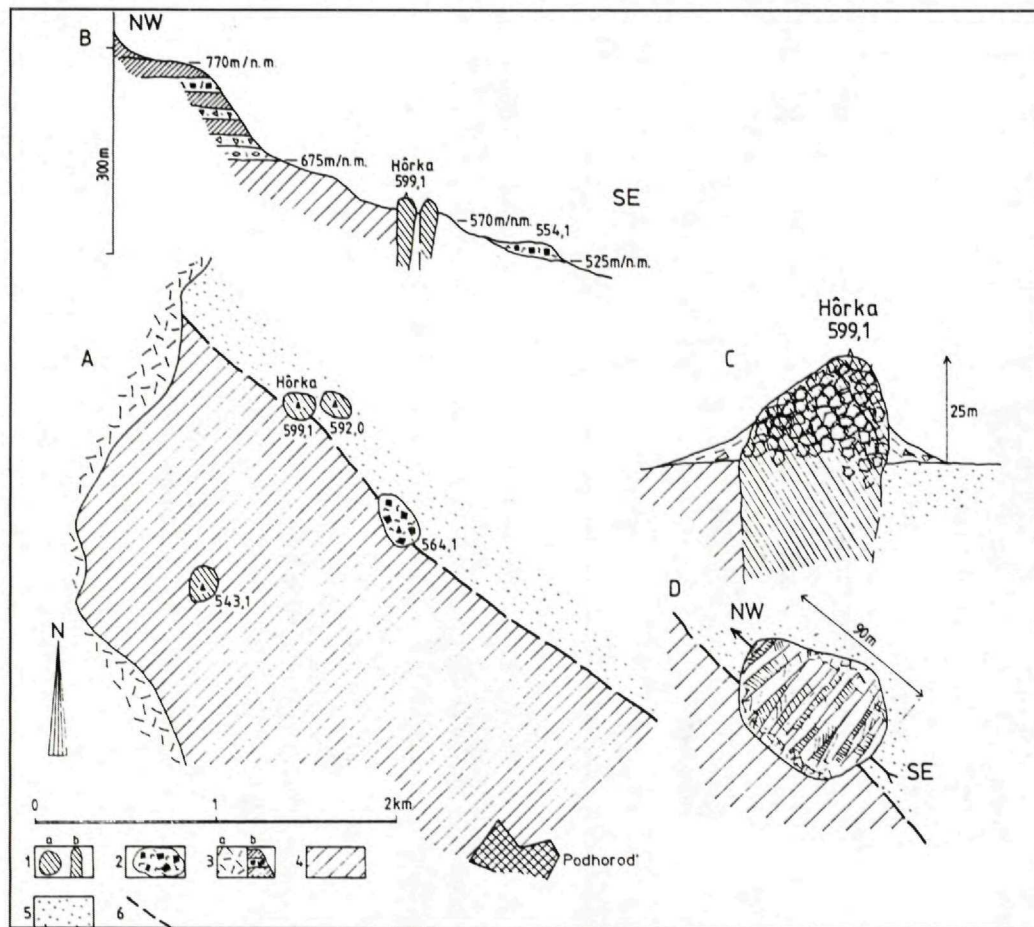 B NW
770m/n.m.
300m
675m/n.m.
Hôrka
599,1
SE
570m/n.m.
554,1
525m/n.m.
A
Hôrka
599,1
592,0
564,1
543,1
N
C
Hôrka
599,1
25m
D
NW
90m
SE
0 1 2km
Podhoroď
1 a b 2 3 a b 4
5 6